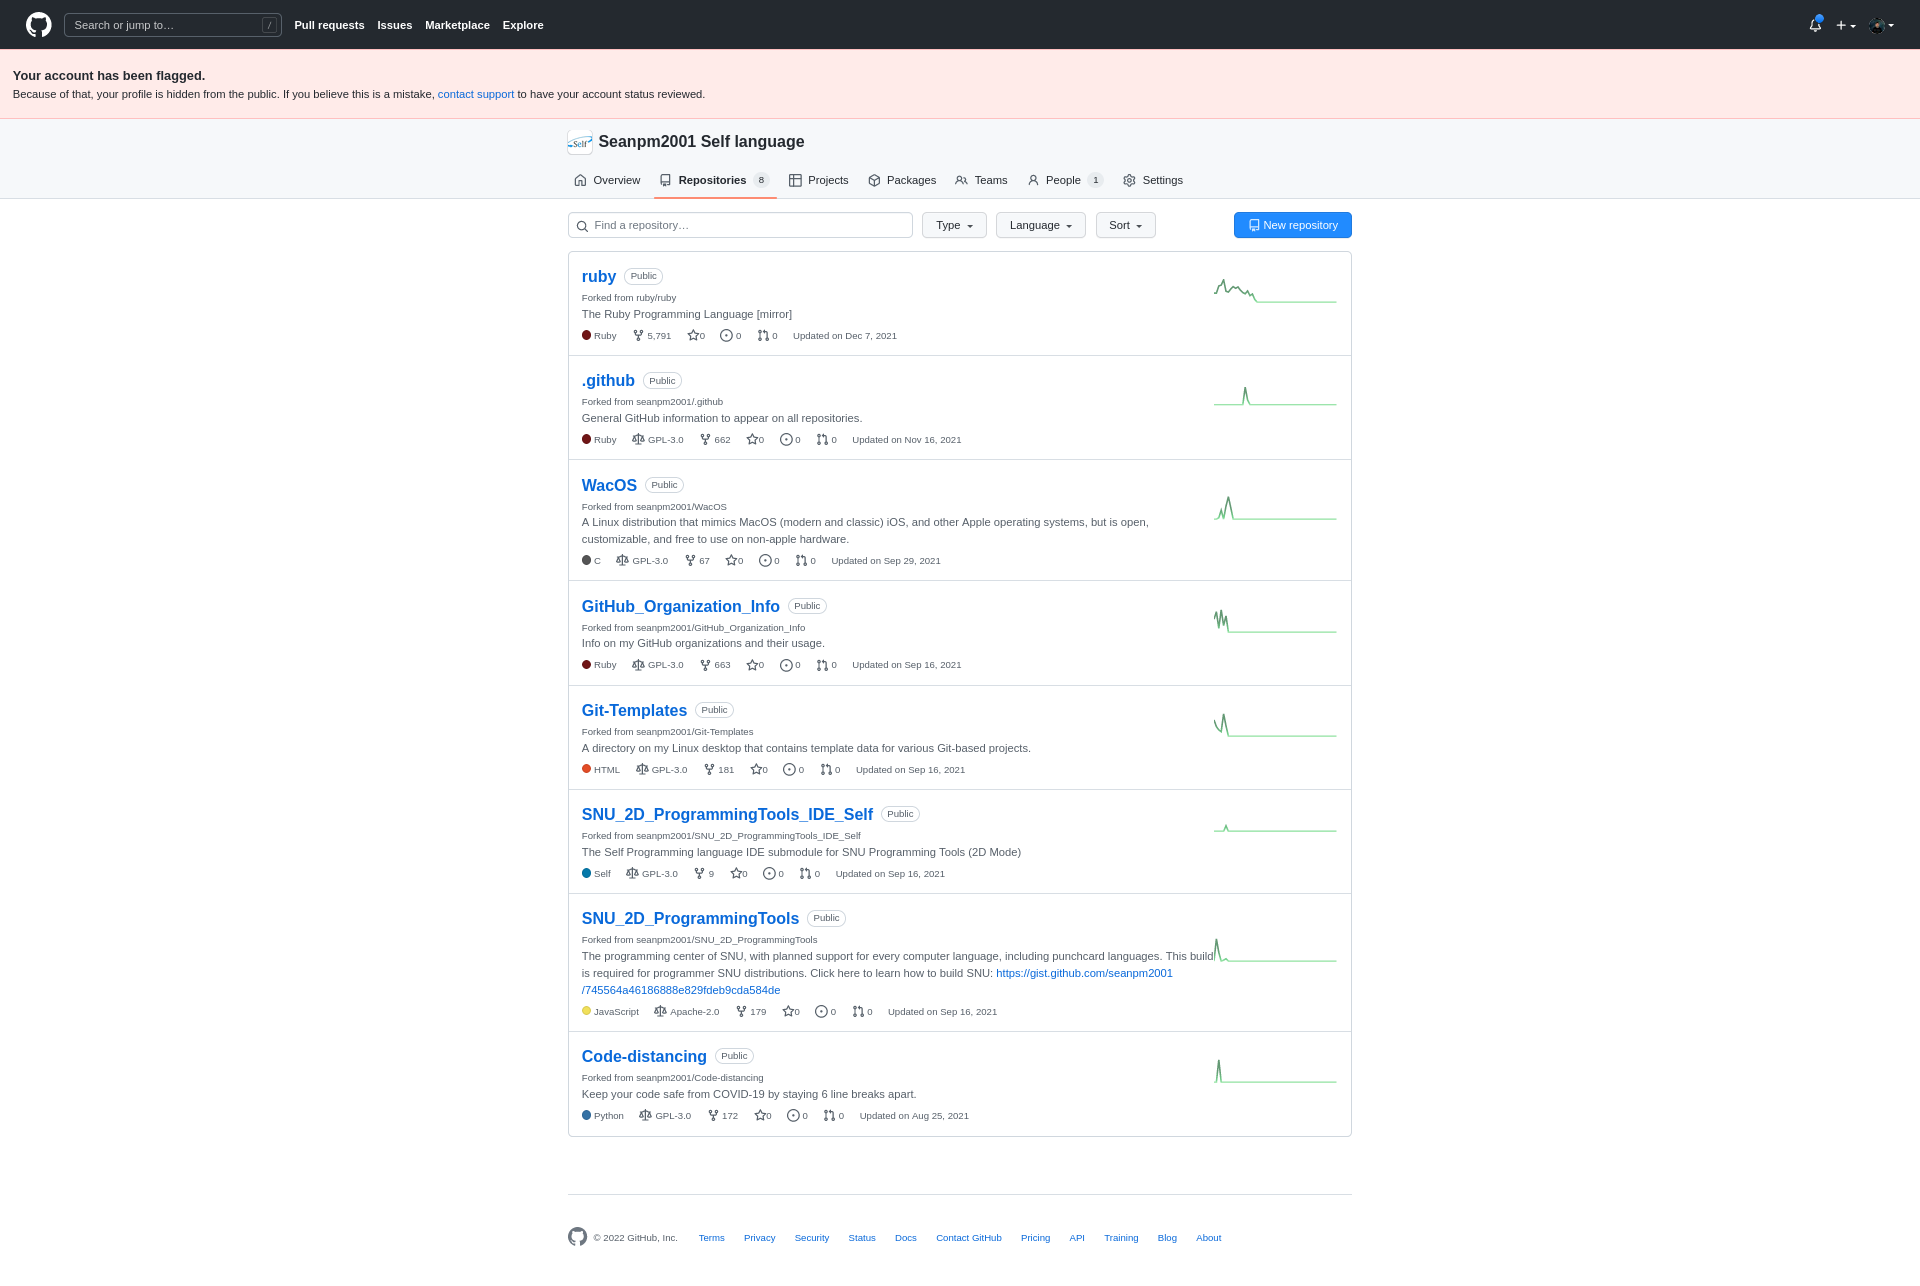 Search or jump to… /
Pull requests Issues Marketplace Explore
Your account has been flagged.
Because of that, your profile is hidden from the public. If you believe this is a mistake, contact support to have your account status reviewed.
Self Seanpm2001 Self language
Overview Repositories 8 Projects Packages Teams People 1 Settings
Find a repository… Type Language Sort New repository
ruby Public
Forked from ruby/ruby
The Ruby Programming Language [mirror]
Ruby 5,791 0 0 0 Updated on Dec 7, 2021
.github Public
Forked from seanpm2001/.github
General GitHub information to appear on all repositories.
Ruby GPL-3.0 662 0 0 0 Updated on Nov 16, 2021
WacOS Public
Forked from seanpm2001/WacOS
A Linux distribution that mimics MacOS (modern and classic) iOS, and other Apple operating systems, but is open,
customizable, and free to use on non-apple hardware.
C GPL-3.0 67 0 0 0 Updated on Sep 29, 2021
GitHub_Organization_Info Public
Forked from seanpm2001/GitHub_Organization_Info
Info on my GitHub organizations and their usage.
Ruby GPL-3.0 663 0 0 0 Updated on Sep 16, 2021
Git-Templates Public
Forked from seanpm2001/Git-Templates
A directory on my Linux desktop that contains template data for various Git-based projects.
HTML GPL-3.0 181 0 0 0 Updated on Sep 16, 2021
SNU_2D_ProgrammingTools_IDE_Self Public
Forked from seanpm2001/SNU_2D_ProgrammingTools_IDE_Self
The Self Programming language IDE submodule for SNU Programming Tools (2D Mode)
Self GPL-3.0 9 0 0 0 Updated on Sep 16, 2021
SNU_2D_ProgrammingTools Public
Forked from seanpm2001/SNU_2D_ProgrammingTools
The programming center of SNU, with planned support for every computer language, including punchcard languages. This build
is required for programmer SNU distributions. Click here to learn how to build SNU: https://gist.github.com/seanpm2001
/745564a46186888e829fdeb9cda584de
JavaScript Apache-2.0 179 0 0 0 Updated on Sep 16, 2021
Code-distancing Public
Forked from seanpm2001/Code-distancing
Keep your code safe from COVID-19 by staying 6 line breaks apart.
Python GPL-3.0 172 0 0 0 Updated on Aug 25, 2021
© 2022 GitHub, Inc. Terms Privacy Security Status Docs Contact GitHub Pricing API Training Blog About